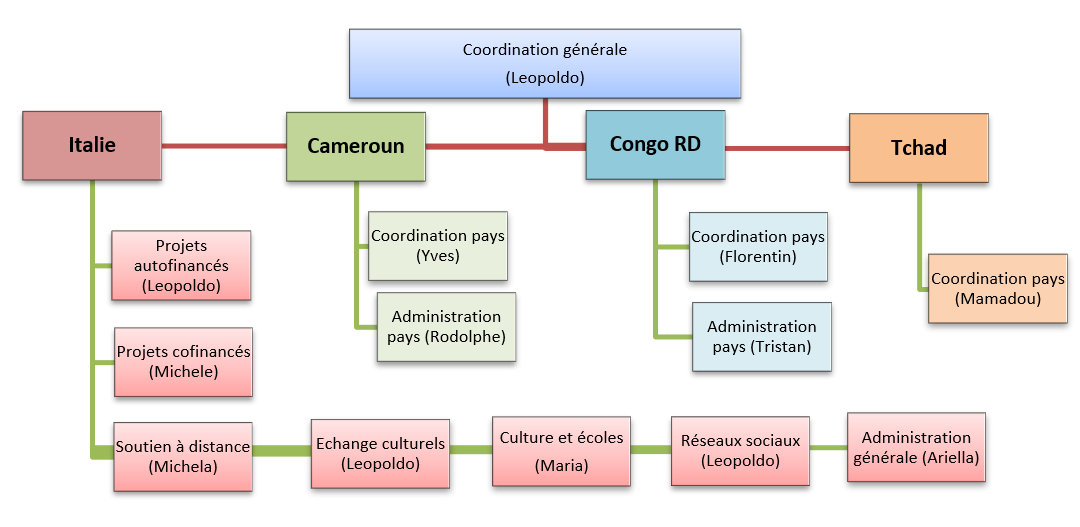 Coordination générale
(Leopoldo)
Italie
Cameroun
Congo RD
Tchad
Projets
autofinancés
(Leopoldo)
Projets cofinancés
(Michele)
Coordination pays
(Yves)
Administration
pays (Rodolphe)
Coordination pays
(Florentin)
Administration
pays (Tristan)
Coordination pays
(Mamadou)
Soutien à distance
(Michela)
Echange culturels
(Leopoldo)
Culture et écoles
(Maria)
Réseaux sociaux
(Leopoldo)
Administration
générale (Ariella)